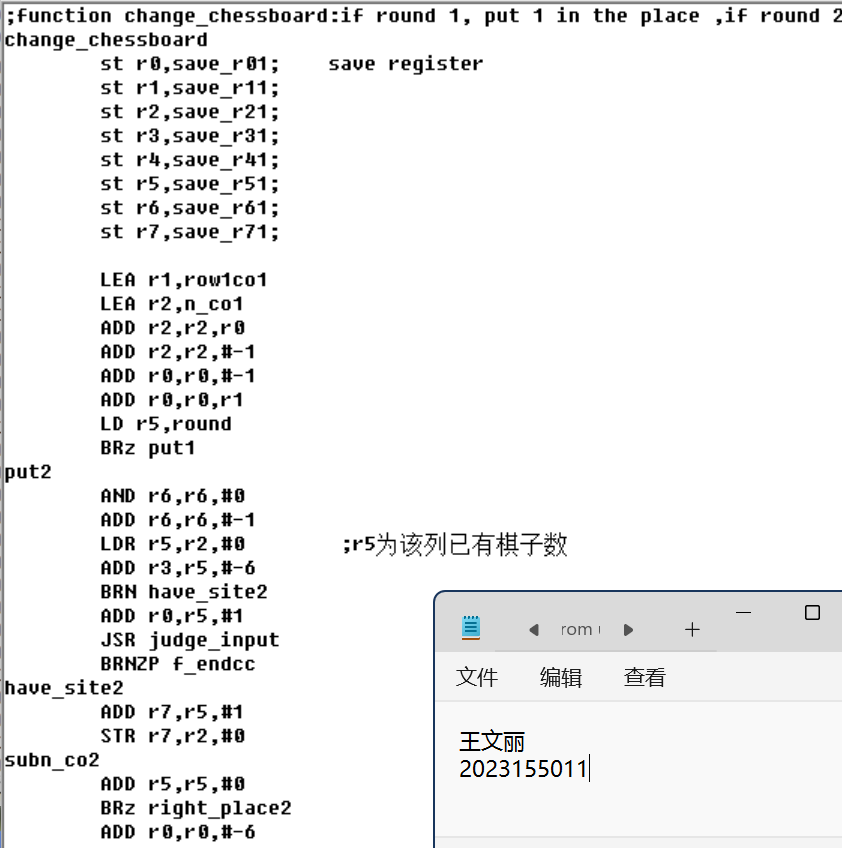 ;function change_chessboard:if round 1, put 1 in the place ,if round 2
change_chessboard
st r0,save_r01; save register
st r1,save_r11;
st r2,save_r21;
st r3,save_r31;
st r4,save_r41;
st r5,save_r51;
st r6,save_r61;
st r7,save_r71;
LEA r1,row1co1
LEA r2,n_co1
ADD r2,r2,r0
ADD r2,r2,#-1
ADD r0,r0,#-1
ADD r0,r0,r1
LD r5,round
BRz put1
put2
AND r6,r6,#0
ADD r6,r6,#-1
LDR r5,r2,#0 ;r5为该列已有棋子数
ADD r3,r5,#-6
BRN have_site2
ADD r0,r5,#1
JSR judge_input
BRNZP f_endcc
have_site2
ADD r7,r5,#1
STR r7,r2,#0
subn_co2
ADD r5,r5,#0
BRz right_place2
ADD r0,r0,#-6
rom
文件 编辑 查看
王文丽
2023155011